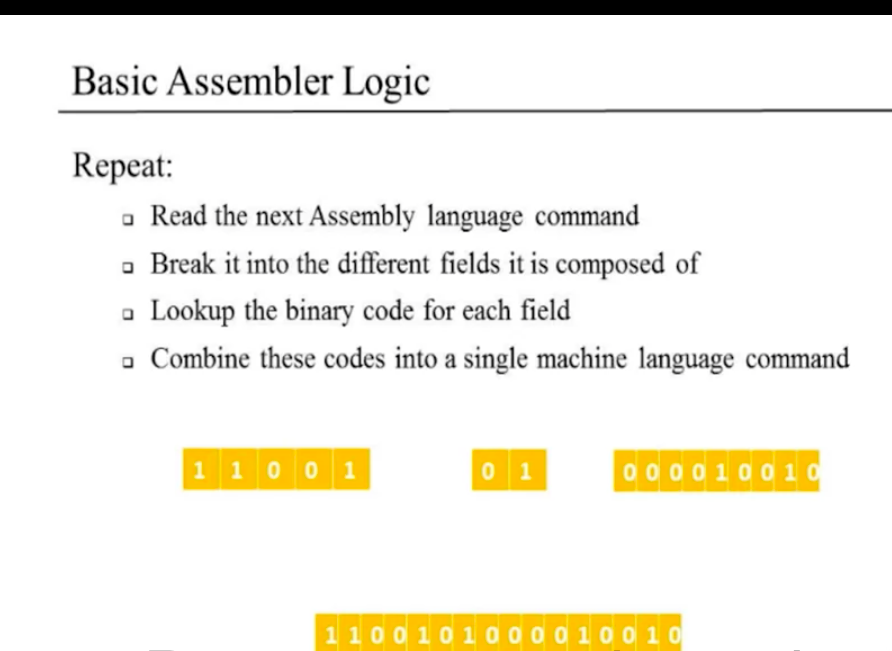 Basic Assembler Logic
Repeat:
Read the next Assembly language command
Break it into the different fields it is composed of
Lookup the binary code for each field
Combine these codes into a single machine language command
1 1 0 0 1 0 1 0 0 0 0 1 0 0 1 0
1 1 0 0 1 0 1 0 0 0 0 1 0 0 1 0